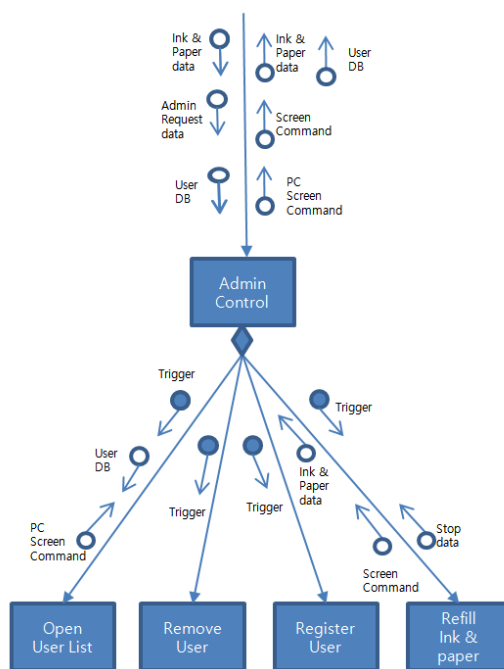 Ink &
Paper
data
Ink &
Paper
data
User
DB
Admin
Request
data
Screen
Command
User
DB
PC
Screen
Command
Admin
Control
Trigger
Trigger
User
DB
Ink &
Paper
data
Trigger
Trigger
PC
Screen
Command
Stop
data
Screen
Command
Open
User List
Remove
User
Register
User
Refill
Ink &
paper